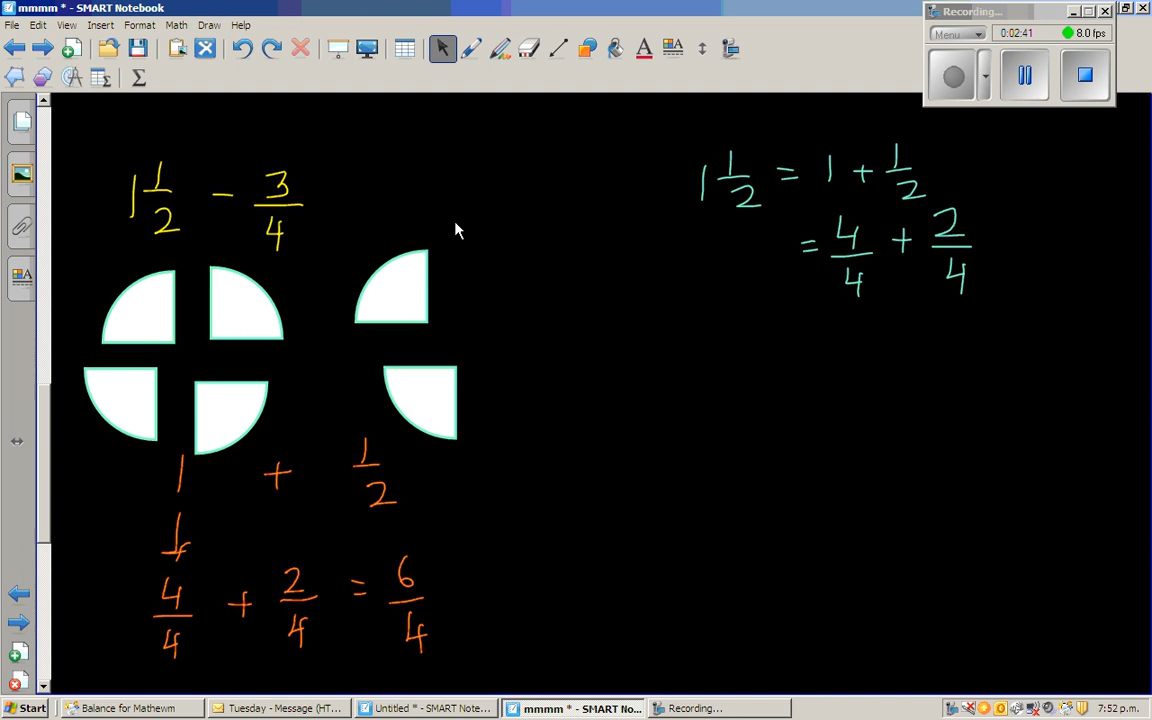 mmmm * - SMART Notebook
File Edit View Insert Format Math Draw Help
Recording...
Menu 0:02:41 8.0 fps
1 1/2 - 3/4
1 1/2 = 1 + 1/2
= 4/4 + 2/4
1 + 1/2
4/4 + 2/4 = 6/4
Start Balance for Mathewm Tuesday - Message (HT... Untitled * - SMART Note... mmmm * - SMART No... Recording... 7:52 p.m.